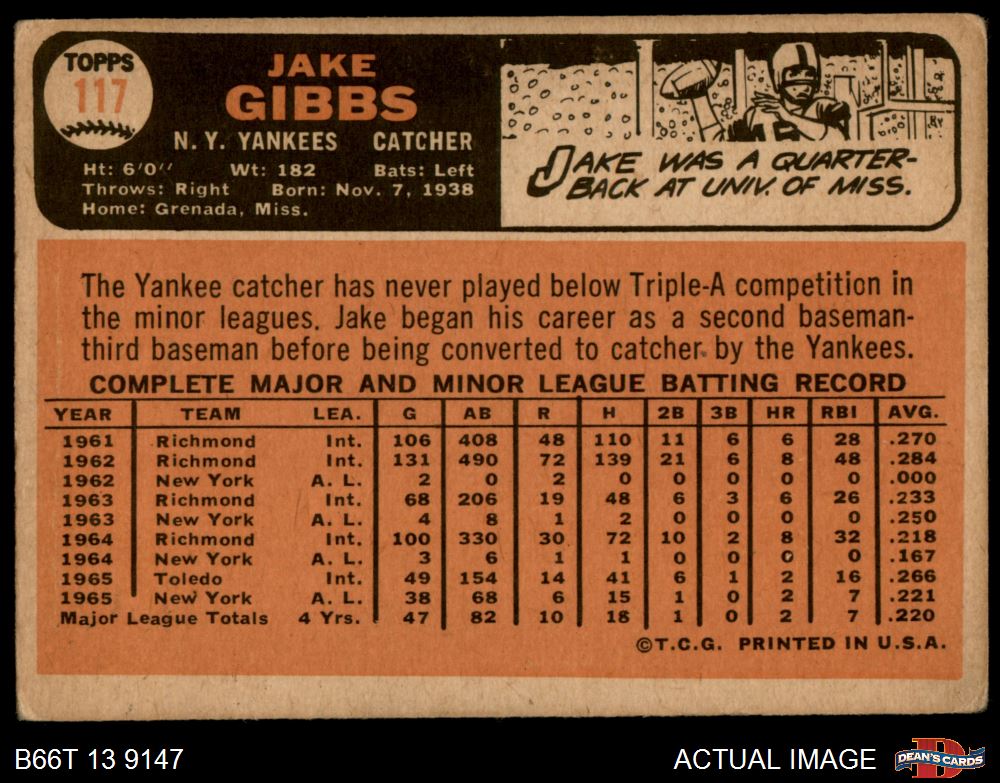 TOPPS
117
JAKE
GIBBS
N. Y. YANKEES CATCHER
Ht: 6'0'' Wt: 182 Bats: Left
Throws: Right Born: Nov. 7, 1938
Home: Grenada, Miss.
JAKE WAS A QUARTER-
BACK AT UNIV. OF MISS.
The Yankee catcher has never played below Triple-A competition in
the minor leagues. Jake began his career as a second baseman-
third baseman before being converted to catcher by the Yankees.
COMPLETE MAJOR AND MINOR LEAGUE BATTING RECORD
YEAR TEAM LEA. G AB R H 2B 3B HR RBI AVG.
1961 Richmond Int. 106 408 48 110 11 6 6 28 .270
1962 Richmond Int. 131 490 72 139 21 6 8 48 .284
1962 New York A. L. 2 0 2 0 0 0 0 0 .000
1963 Richmond Int. 68 206 19 48 6 3 6 26 .233
1963 New York A. L. 4 8 1 2 0 0 0 0 .250
1964 Richmond Int. 100 330 30 72 10 2 8 32 .218
1964 New York A. L. 3 6 1 1 0 0 0 0 .167
1965 Toledo Int. 49 154 14 41 6 1 2 16 .266
1965 New York A. L. 38 68 6 15 1 0 2 7 .221
Major League Totals 4 Yrs. 47 82 10 18 1 0 2 7 .220
©T.C.G. PRINTED IN U.S.A.
B66T 13 9147 ACTUAL IMAGE
DEAN'S CARDS